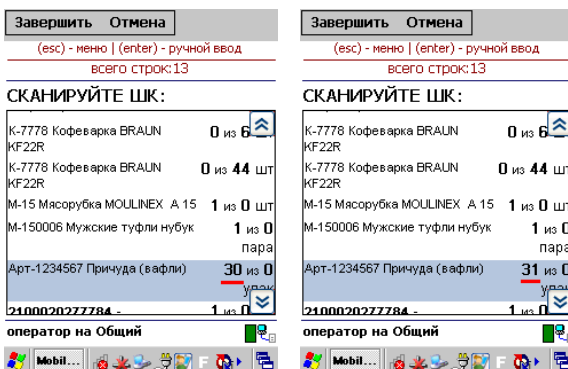 Завершить Отмена
(esc) - меню | (enter) - ручной ввод
всего строк:13
СКАНИРУЙТЕ ШК:
К-7778 Кофеварка BRAUN 0 из 6
KF22R
К-7778 Кофеварка BRAUN 0 из 44 шт
KF22R
М-15 Мясорубка MOULINEX А 15 1 из 0 шт
М-150006 Мужские туфли нубук 1 из 0
пара
Арт-1234567 Причуда (вафли) 30 из 0
упак
2100020277784 - 1 из 0
оператор на Общий
Mobil...
F
Завершить Отмена
(esc) - меню | (enter) - ручной ввод
всего строк:13
СКАНИРУЙТЕ ШК:
К-7778 Кофеварка BRAUN 0 из 6
KF22R
К-7778 Кофеварка BRAUN 0 из 44 шт
KF22R
М-15 Мясорубка MOULINEX А 15 1 из 0 шт
М-150006 Мужские туфли нубук 1 из 0
пара
Арт-1234567 Причуда (вафли) 31 из 0
упак
2100020277784 - 1 из 0
оператор на Общий
Mobil...
F